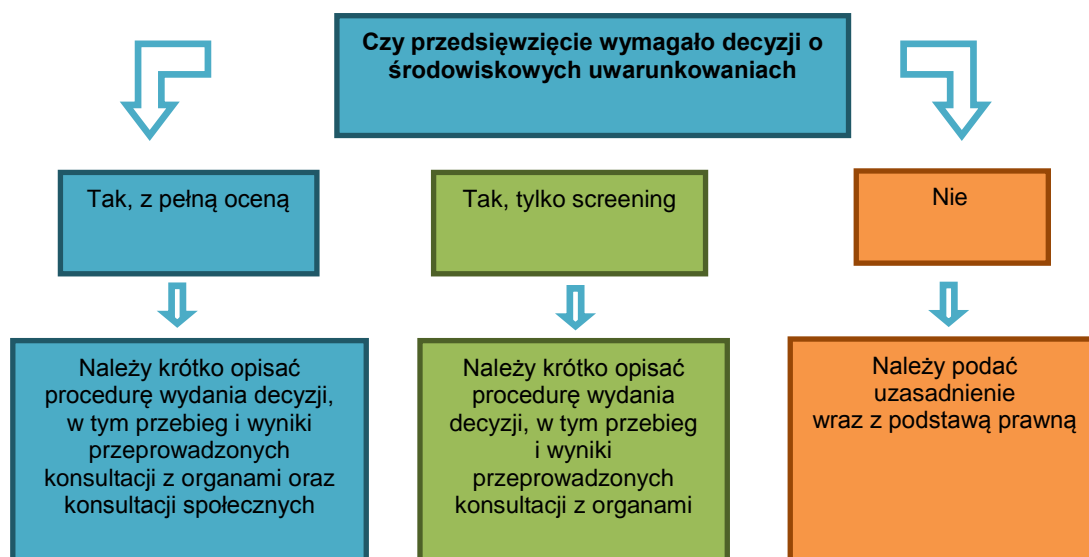 Czy przedsięwzięcie wymagało decyzji o
środowiskowych uwarunkowaniach
Tak, z pełną oceną
Tak, tylko screening
Nie
Należy krótko opisać
procedurę wydania decyzji,
w tym przebieg i wyniki
przeprowadzonych
konsultacji z organami oraz
konsultacji społecznych
Należy krótko opisać
procedurę wydania
decyzji, w tym przebieg
i wyniki
przeprowadzonych
konsultacji z organami
Należy podać
uzasadnienie
wraz z podstawą prawną